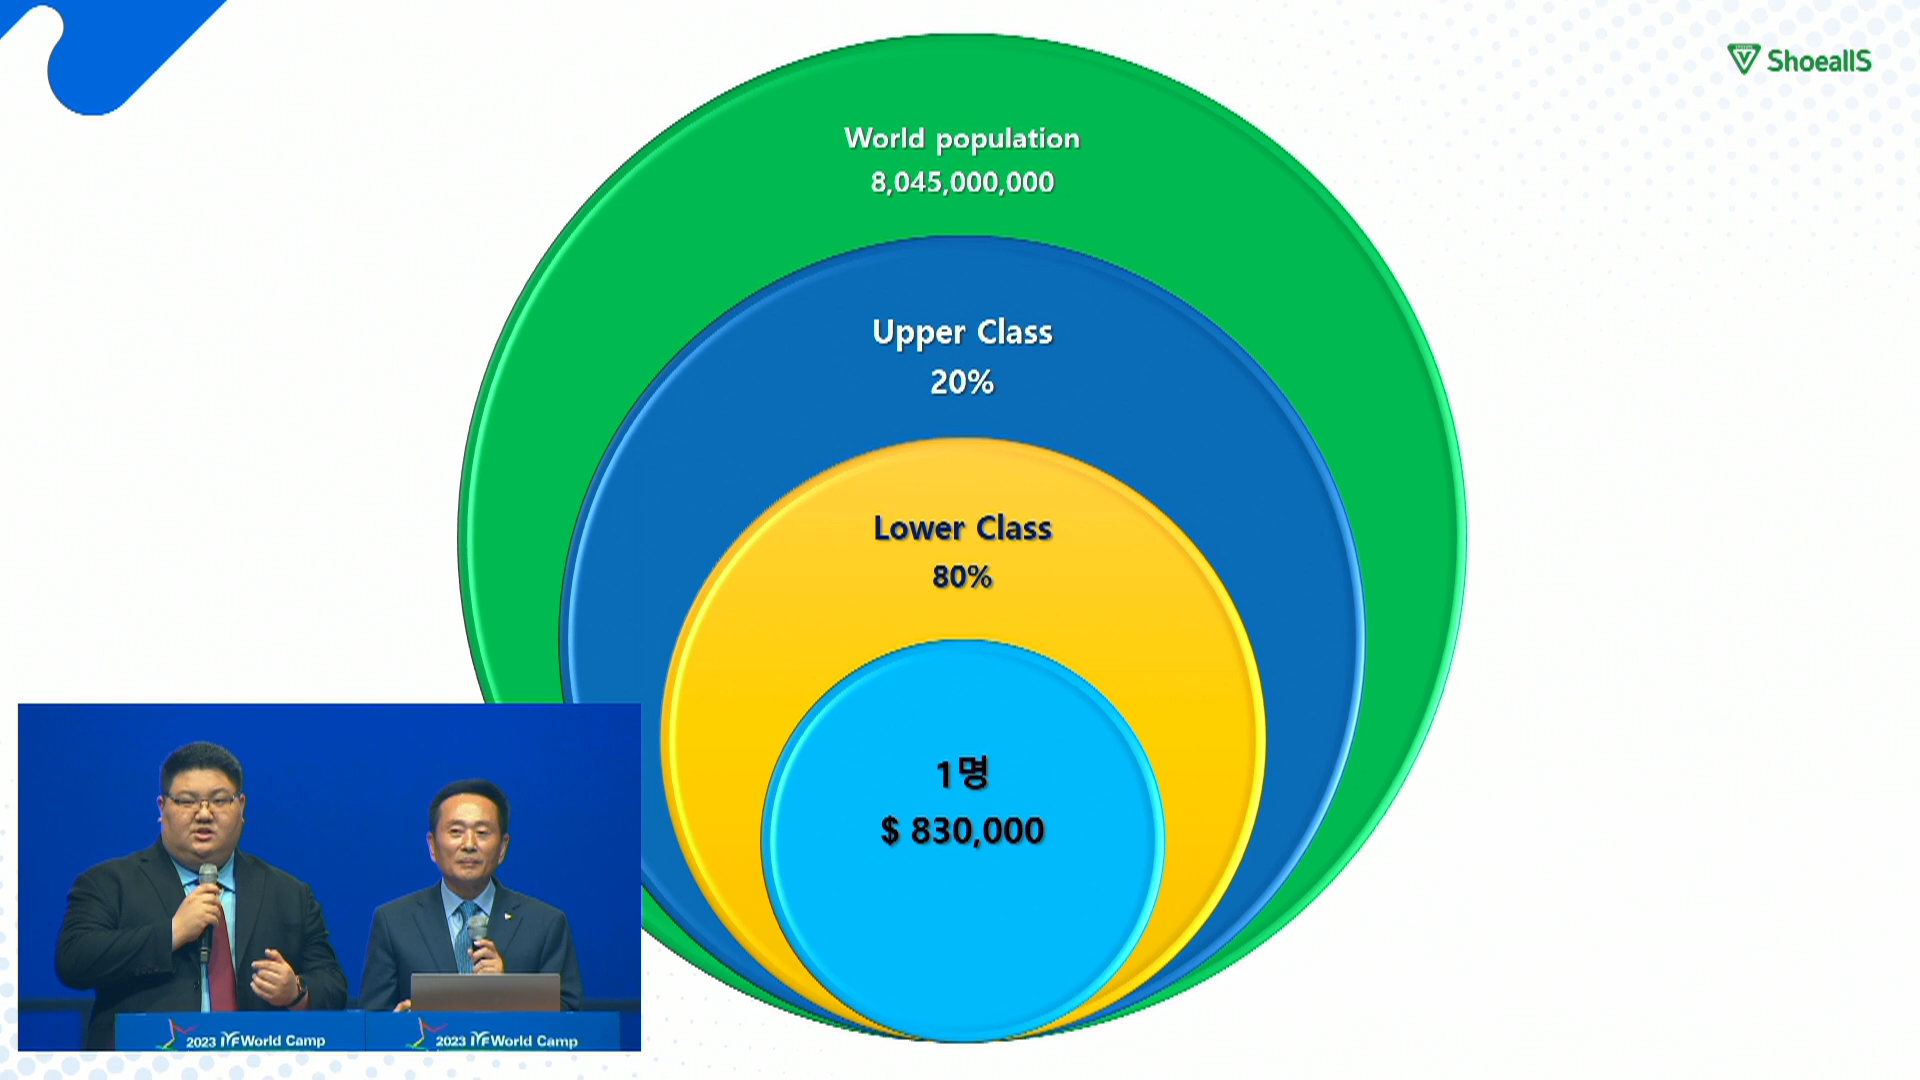 ShoeallS
World population
8,045,000,000
Upper Class
20%
Lower Class
80%
1명
$ 830,000
2023 IYF World Camp
2023 IYF World Camp